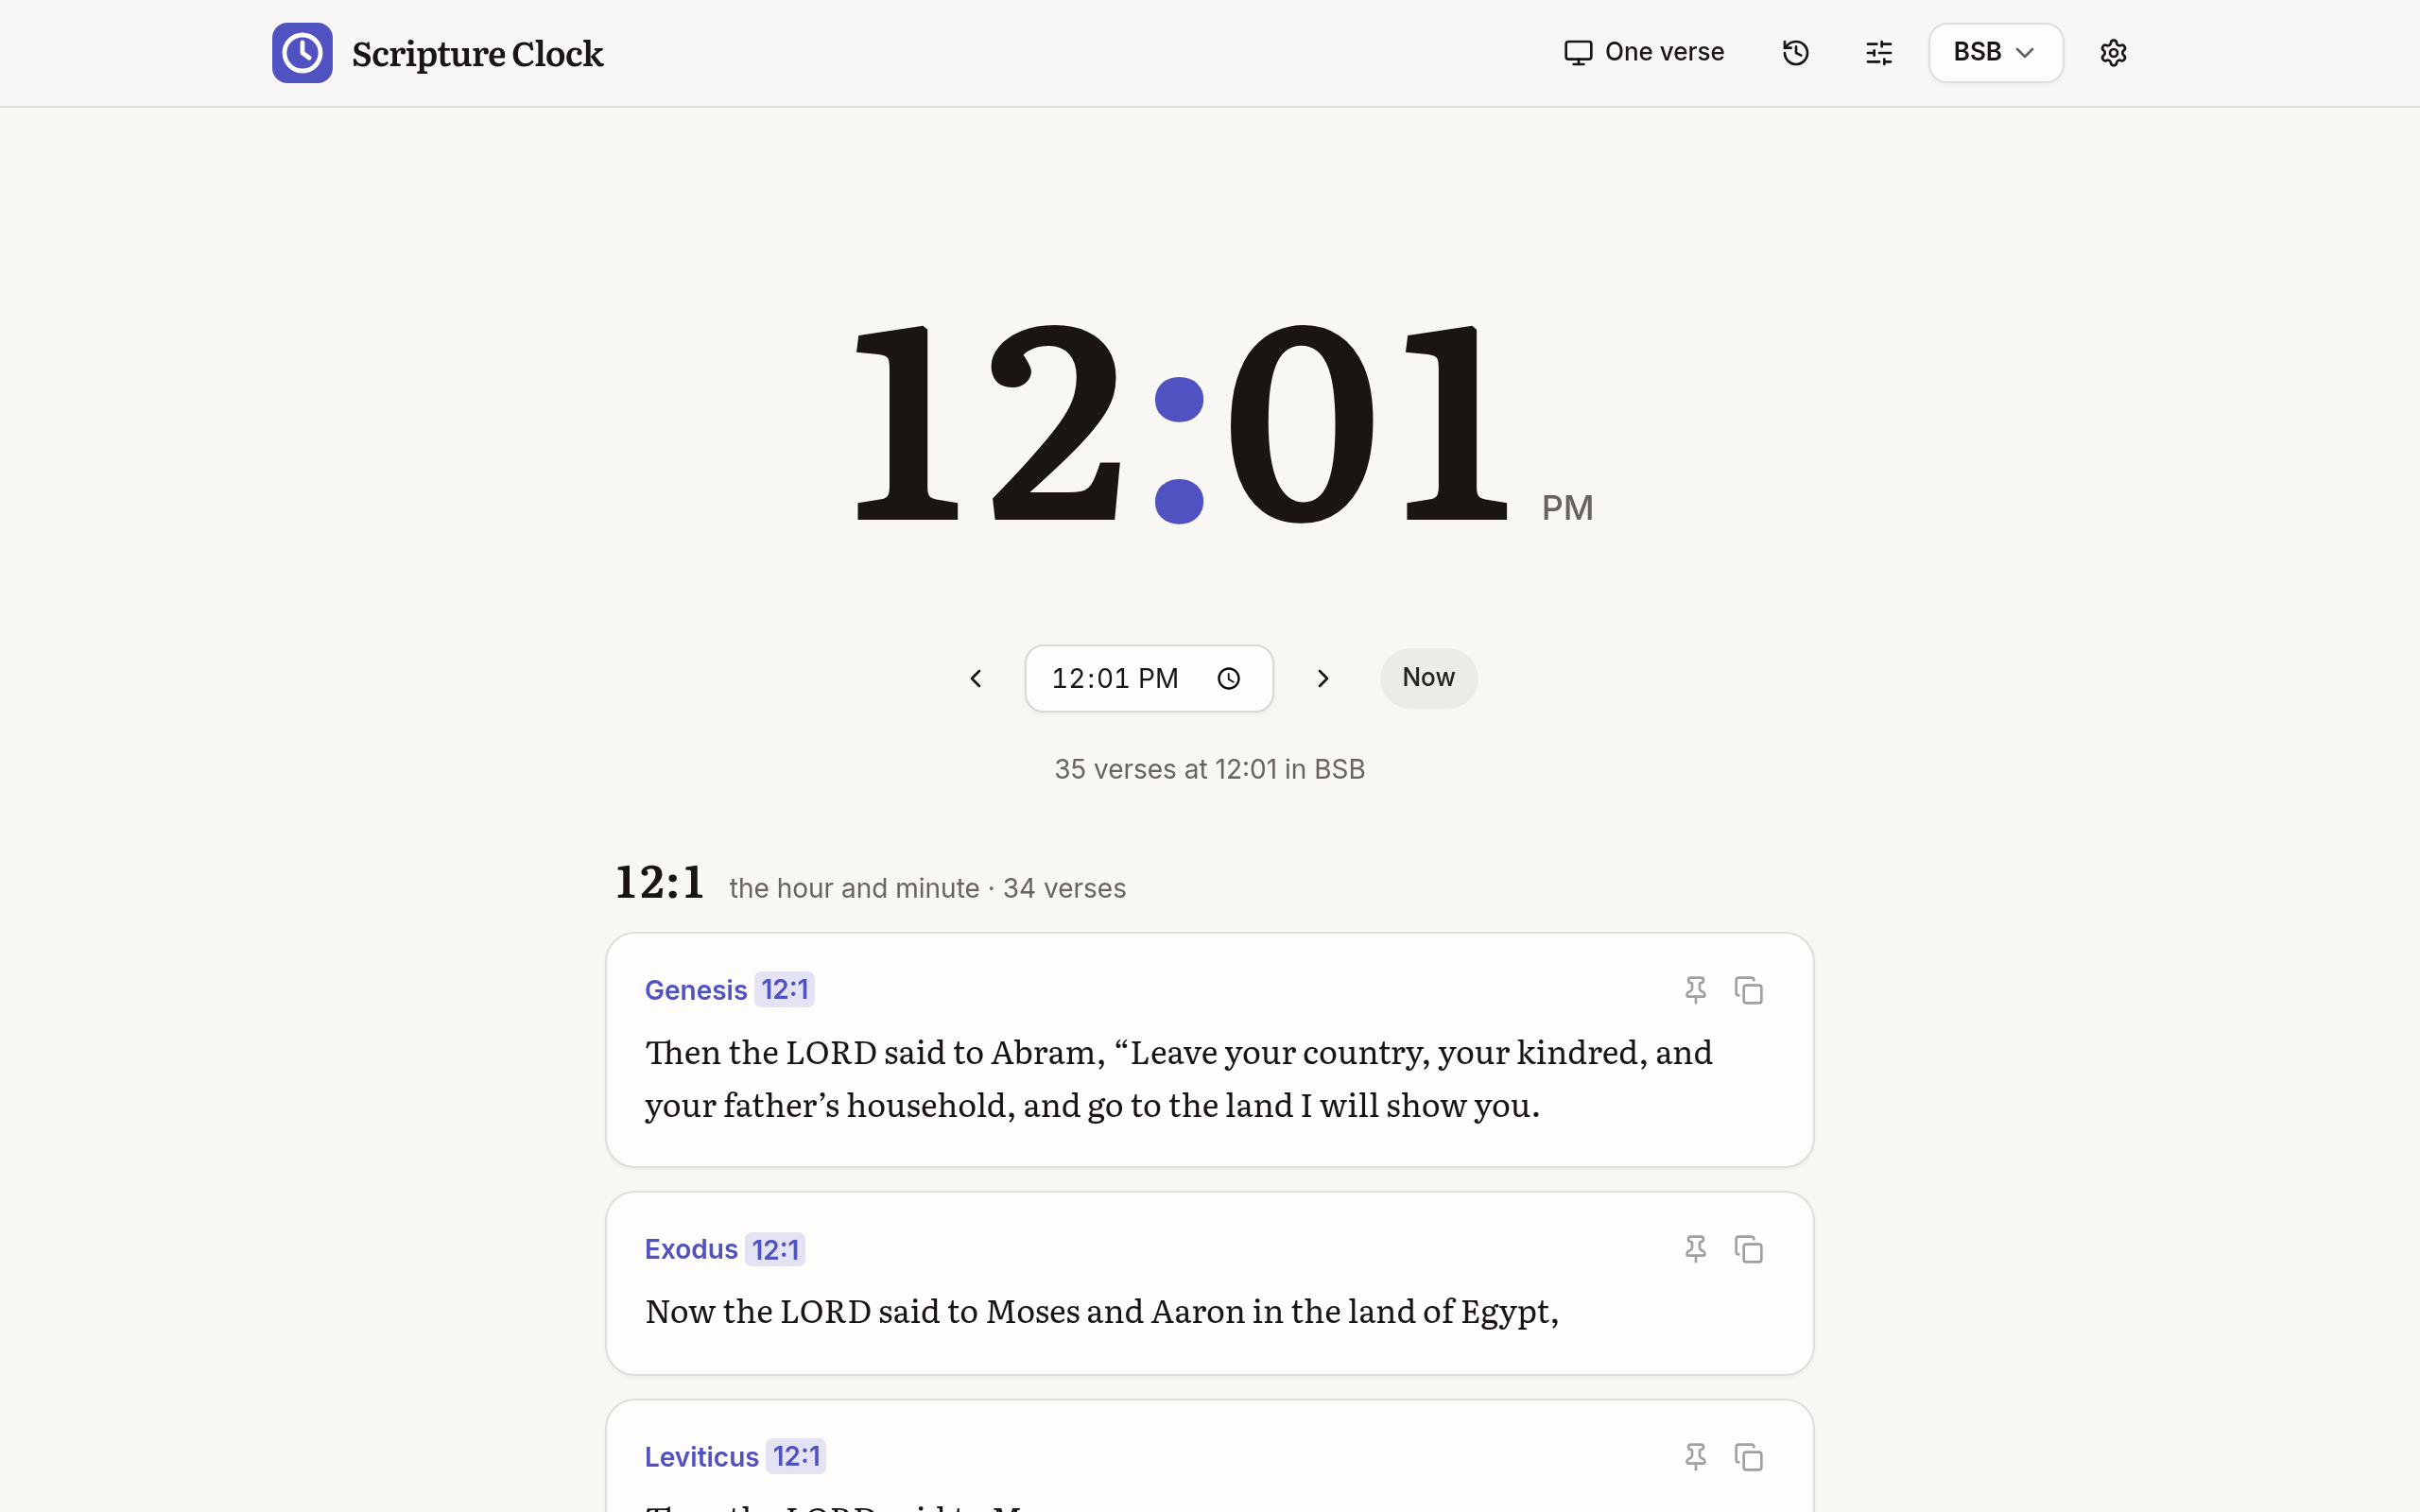 Scripture Clock
One verse
BSB
12:01 PM
12:01 PM
Now
35 verses at 12:01 in BSB
12:1 the hour and minute · 34 verses
Genesis 12:1
Then the LORD said to Abram, “Leave your country, your kindred, and
your father’s household, and go to the land I will show you.
Exodus 12:1
Now the LORD said to Moses and Aaron in the land of Egypt,
Leviticus 12:1